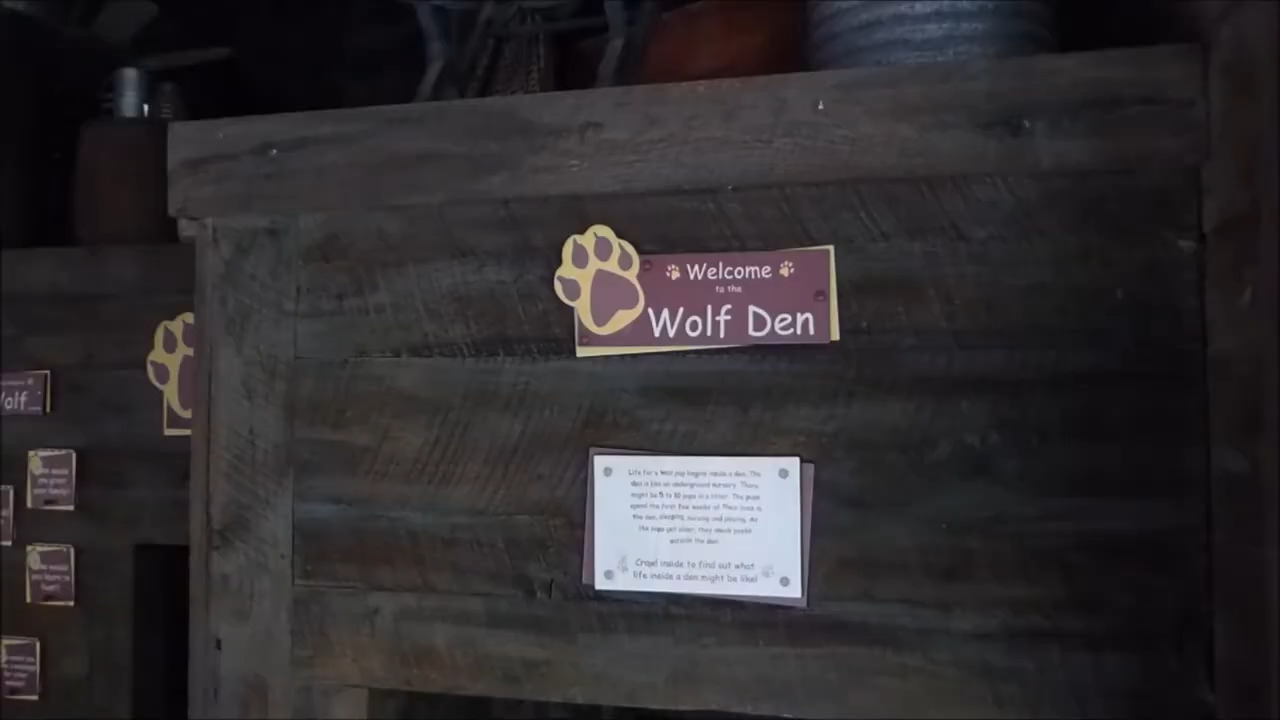 Welcome
to the
Wolf Den
Life for a Wolf pup begins inside a den. The
den is like an underground nursery. There
might be 5 to 10 pups in a litter. The pups
spend the first few weeks of their lives in
the den, sleeping, nursing and playing. As
the pups get older, they sneak peeks
outside the den.
Crawl inside to find out what
life inside a den might be like!
olf
your family?